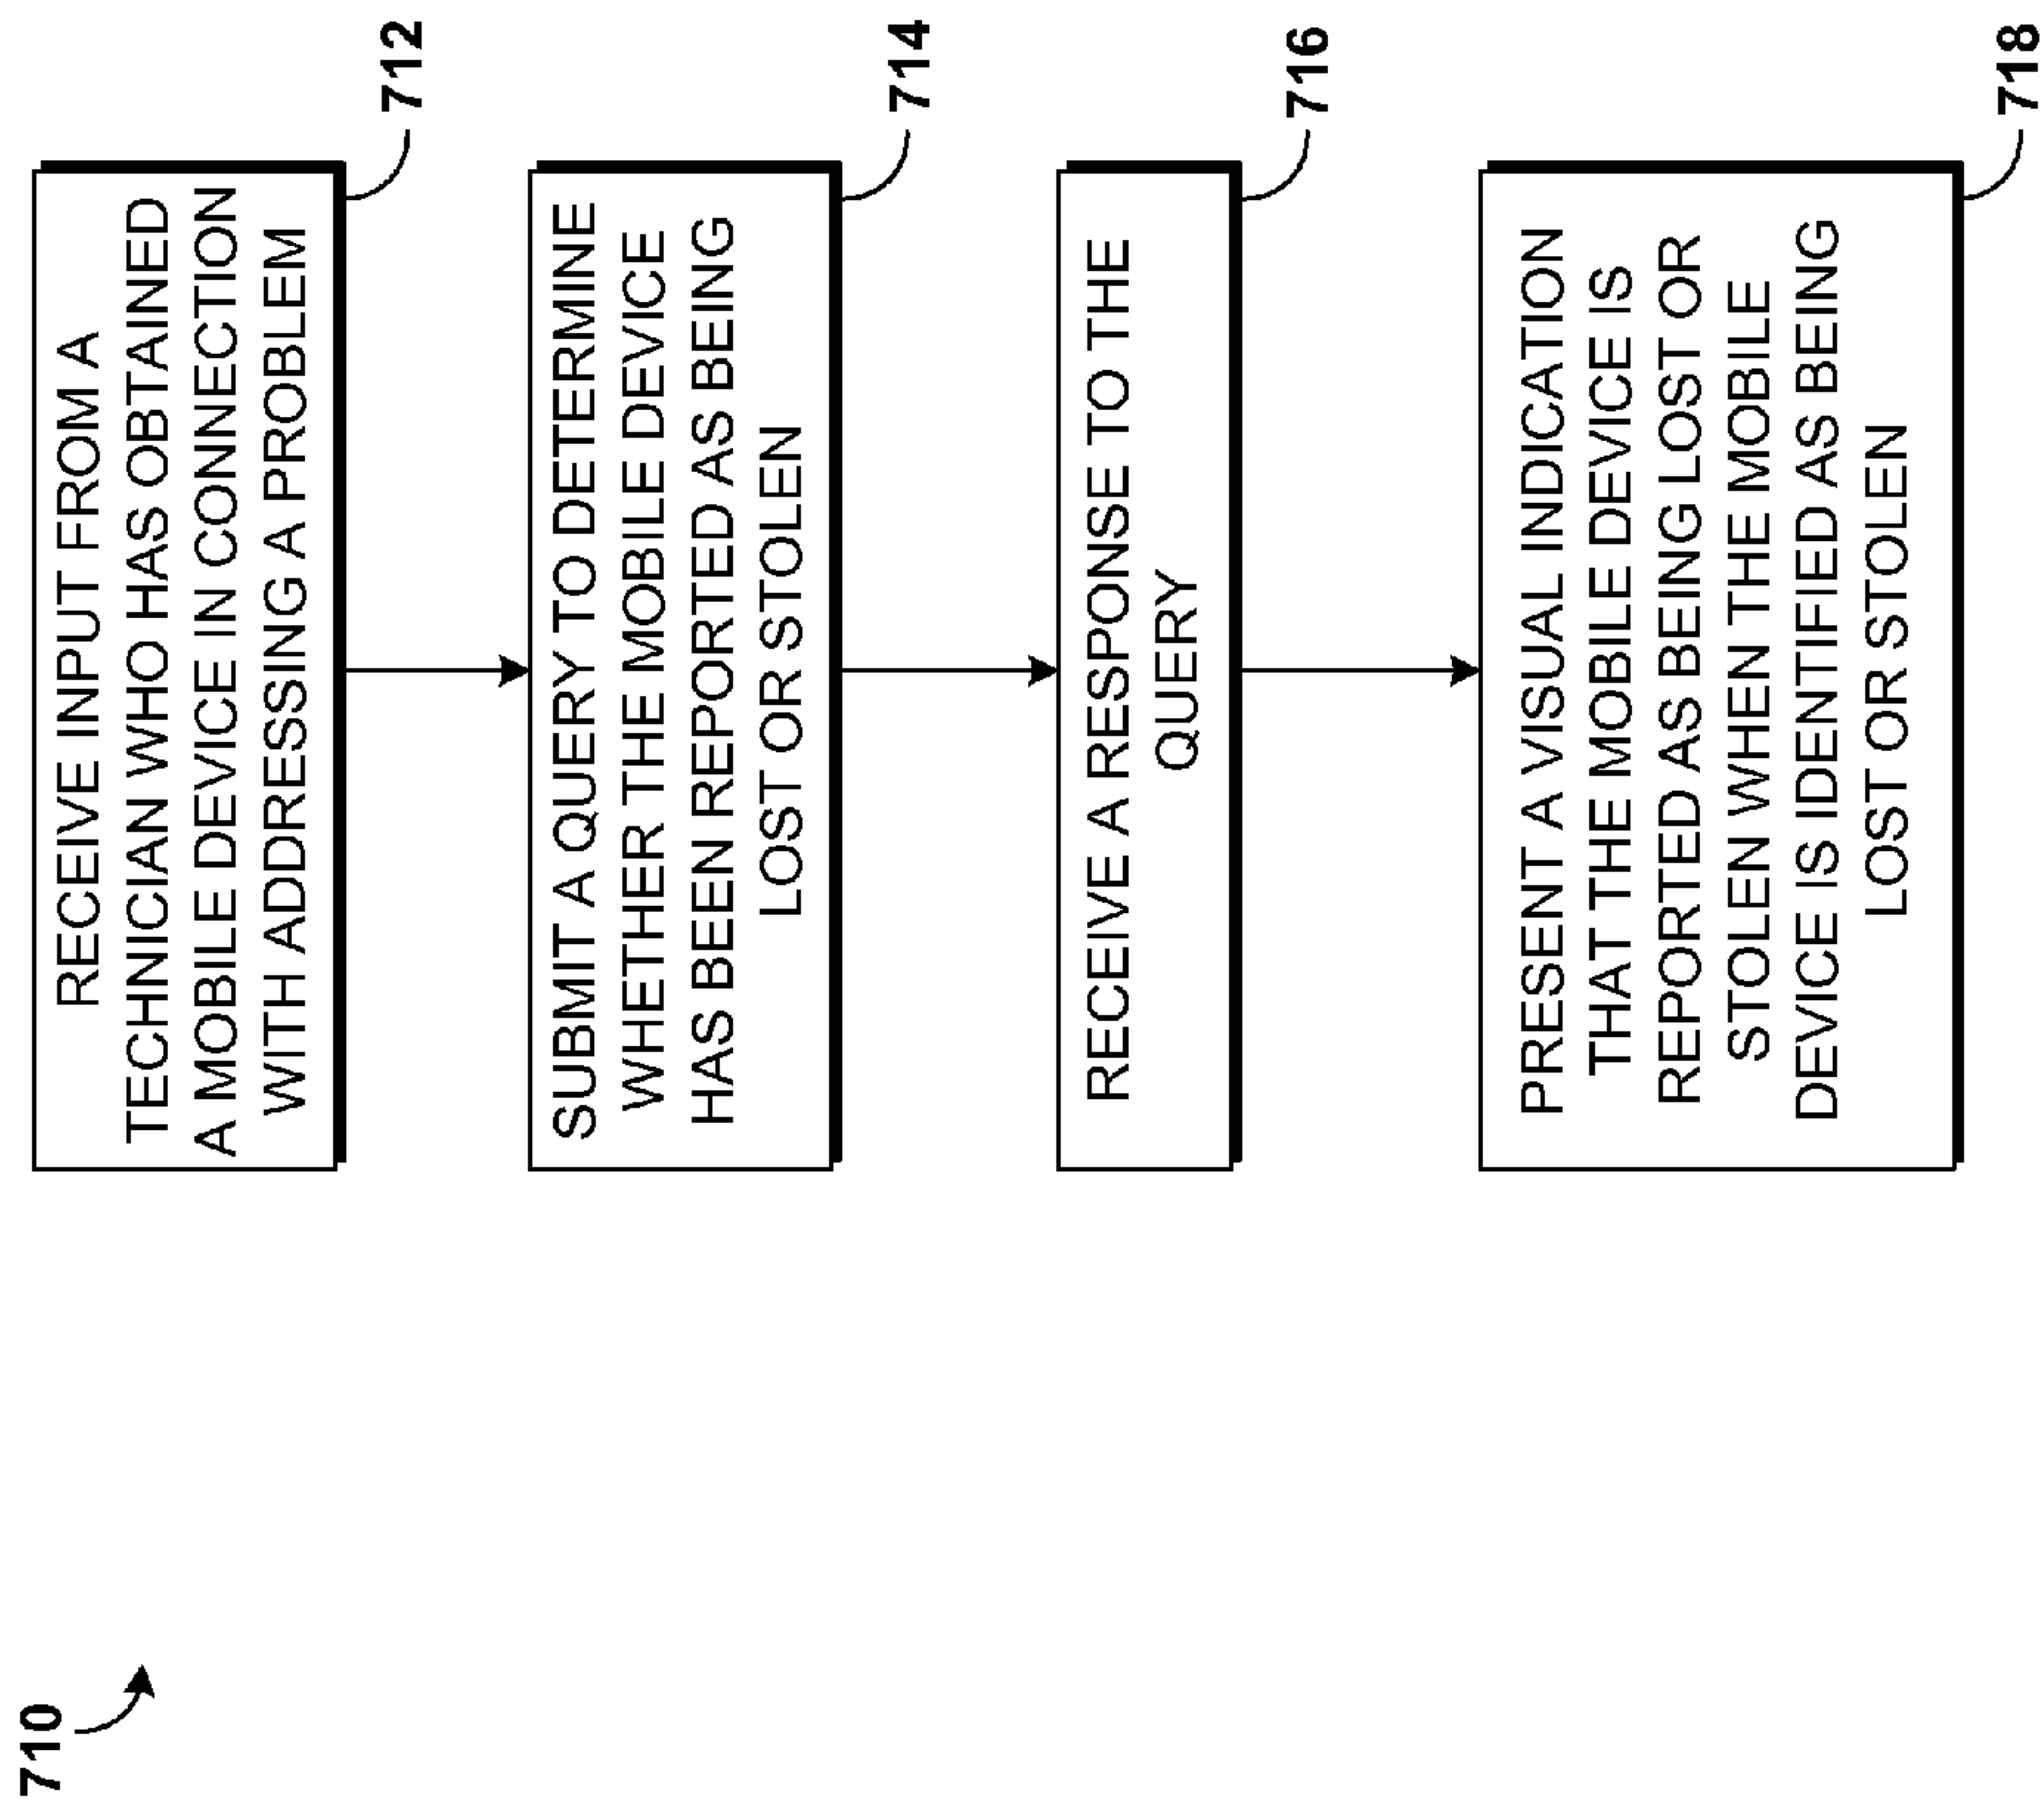 710
RECEIVE INPUT FROM A
TECHNICIAN WHO HAS OBTAINED
A MOBILE DEVICE IN CONNECTION
WITH ADDRESSING A PROBLEM
712
SUBMIT A QUERY TO DETERMINE
WHETHER THE MOBILE DEVICE
HAS BEEN REPORTED AS BEING
LOST OR STOLEN
714
RECEIVE A RESPONSE TO THE
QUERY
716
PRESENT A VISUAL INDICATION
THAT THE MOBILE DEVICE IS
REPORTED AS BEING LOST OR
STOLEN WHEN THE MOBILE
DEVICE IS IDENTIFIED AS BEING
LOST OR STOLEN
718